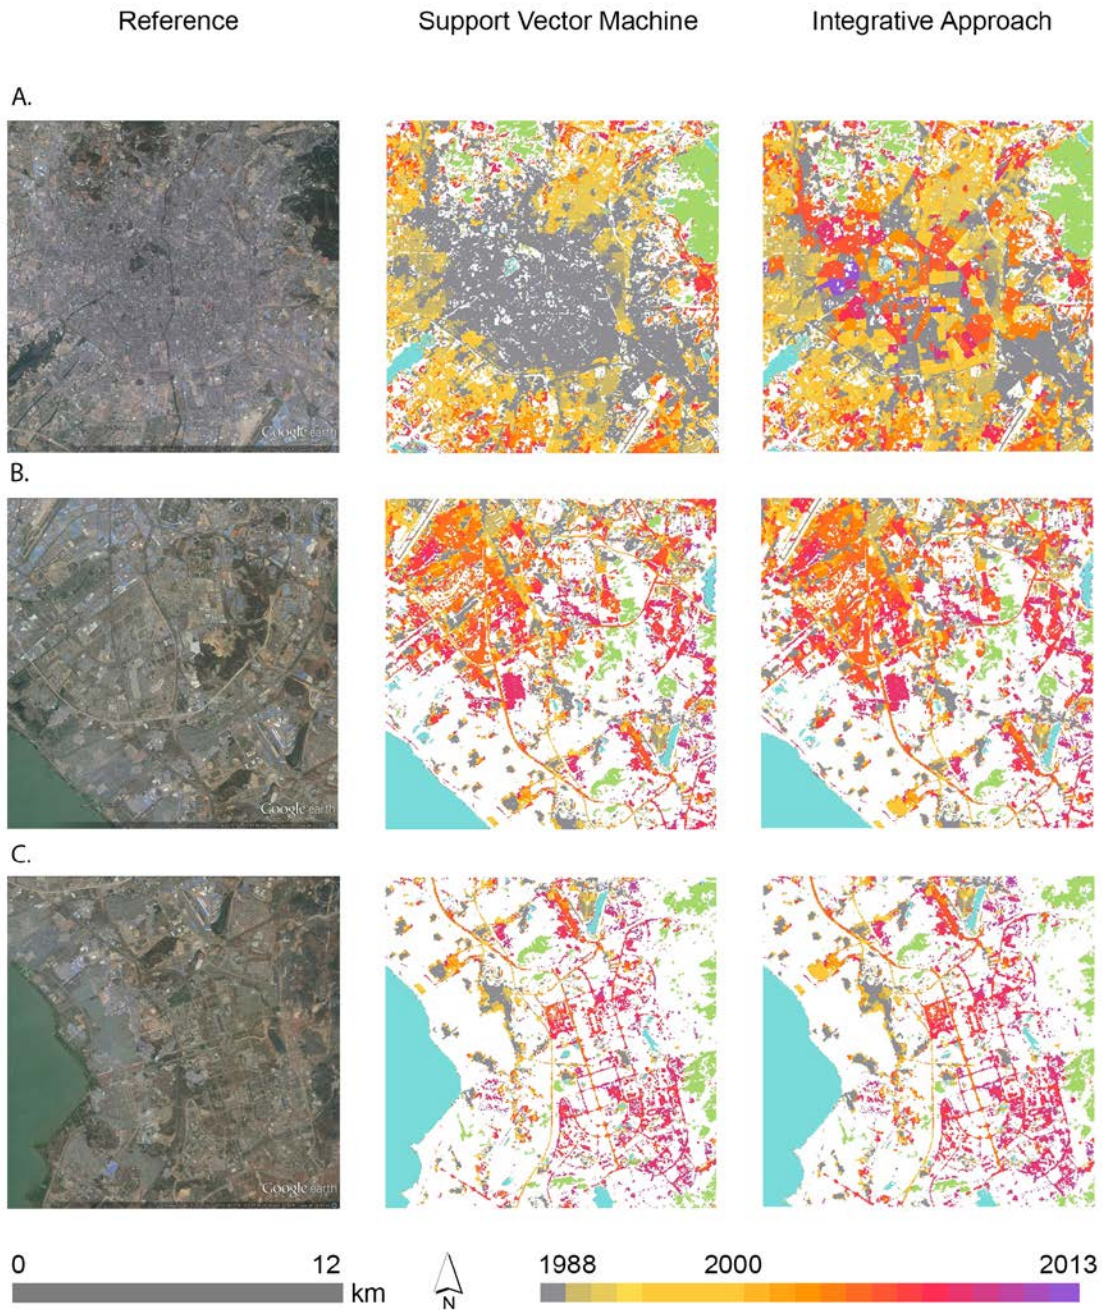 Reference Support Vector Machine Integrative Approach
A.
Google earth
B.
Google earth
C.
Google earth
0 12 km N 1988 2000 2013